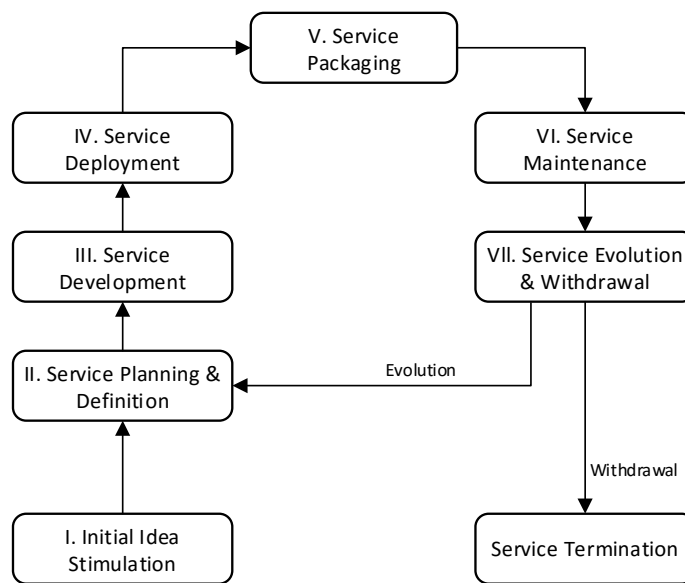 V. Service
Packaging
IV. Service
Deployment
VI. Service
Maintenance
III. Service
Development
Vll. Service Evolution
& Withdrawal
II. Service Planning &
Definition
Evolution
Withdrawal
I. Initial Idea
Stimulation
Service Termination